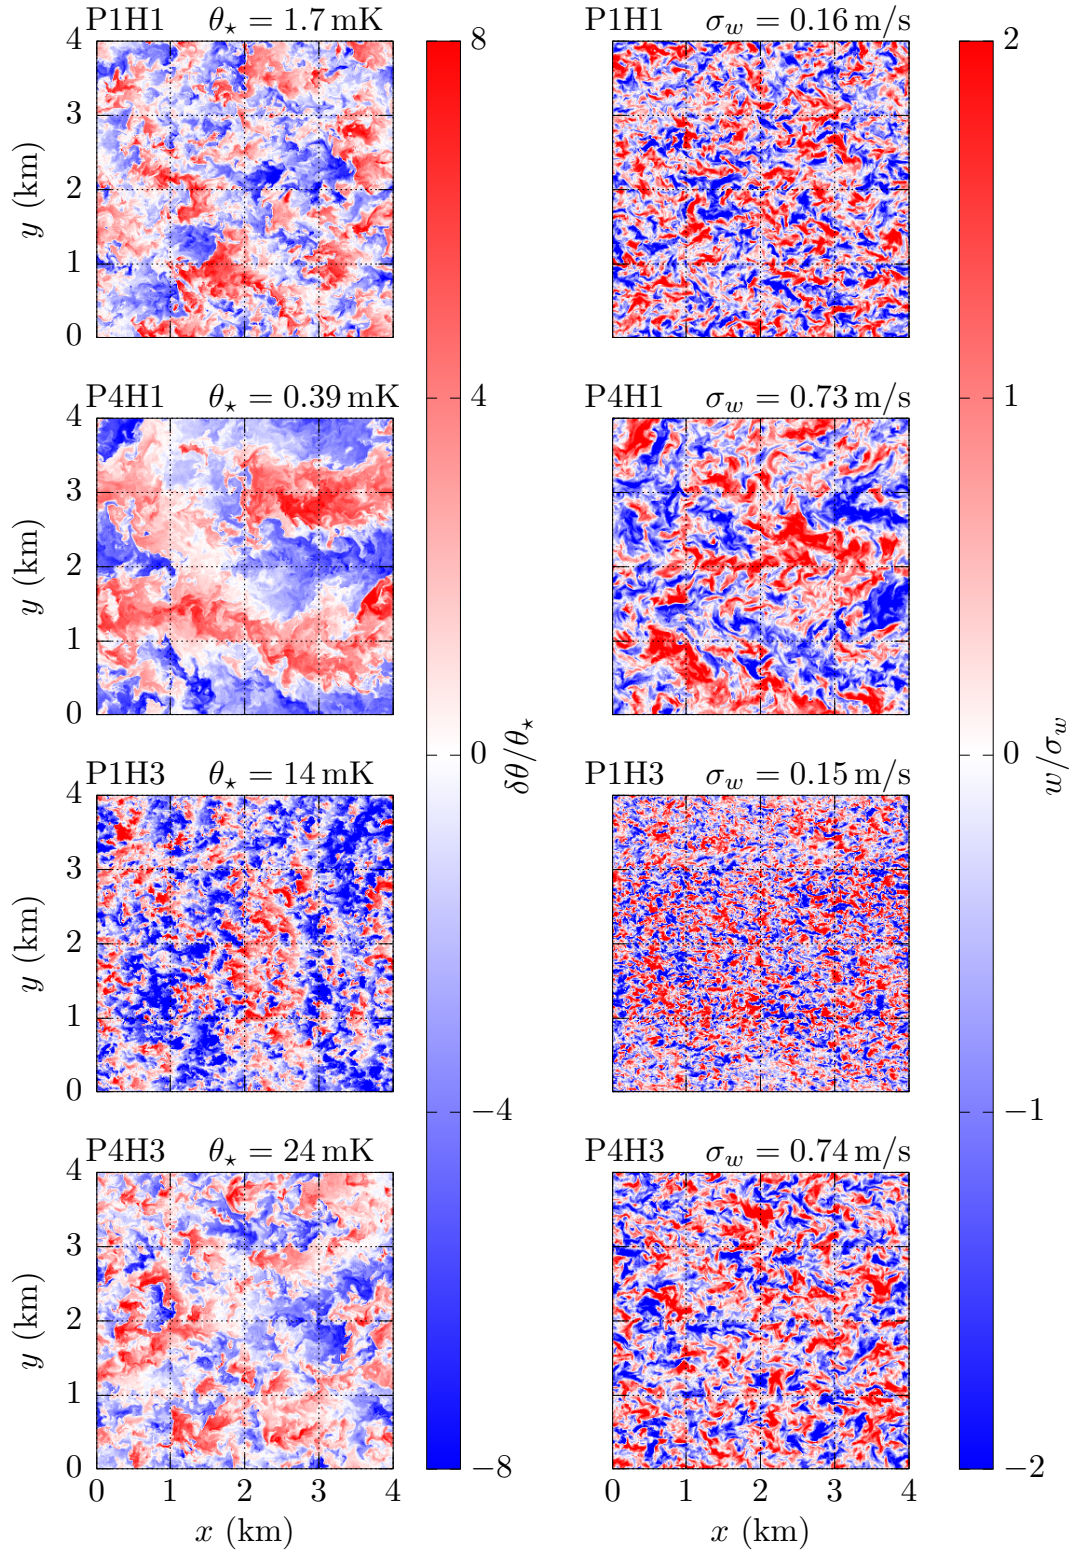 P1H1 θ⋆ = 1.7 mK
P1H1 σw = 0.16 m/s
4
3
2
1
0
y (km)
P4H1 θ⋆ = 0.39 mK
P4H1 σw = 0.73 m/s
4
3
2
1
0
y (km)
P1H3 θ⋆ = 14 mK
P1H3 σw = 0.15 m/s
4
3
2
1
0
y (km)
P4H3 θ⋆ = 24 mK
P4H3 σw = 0.74 m/s
4
3
2
1
0
y (km)
0 1 2 3 4
x (km)
0 1 2 3 4
x (km)
8
4
0
−4
−8
δθ/θ⋆
2
1
0
−1
−2
w/σw